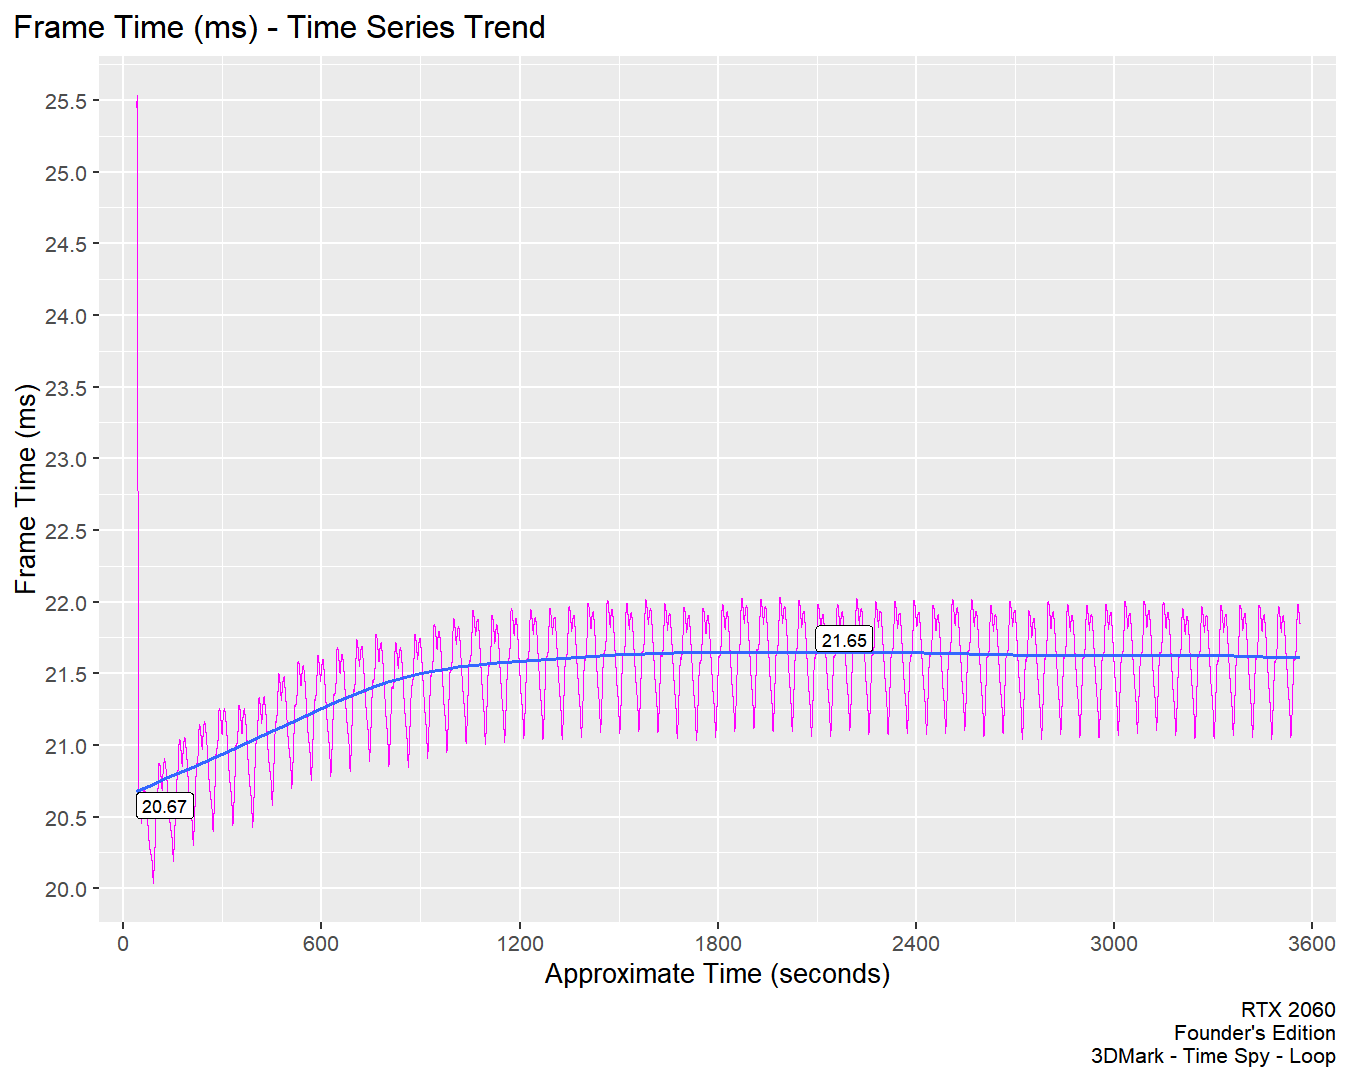 Frame Time (ms) - Time Series Trend
Frame Time (ms)
25.5
25.0
24.5
24.0
23.5
23.0
22.5
22.0
21.5
21.0
20.5
20.0
21.65
20.67
0 600 1200 1800 2400 3000 3600
Approximate Time (seconds)
RTX 2060
Founder's Edition
3DMark - Time Spy - Loop